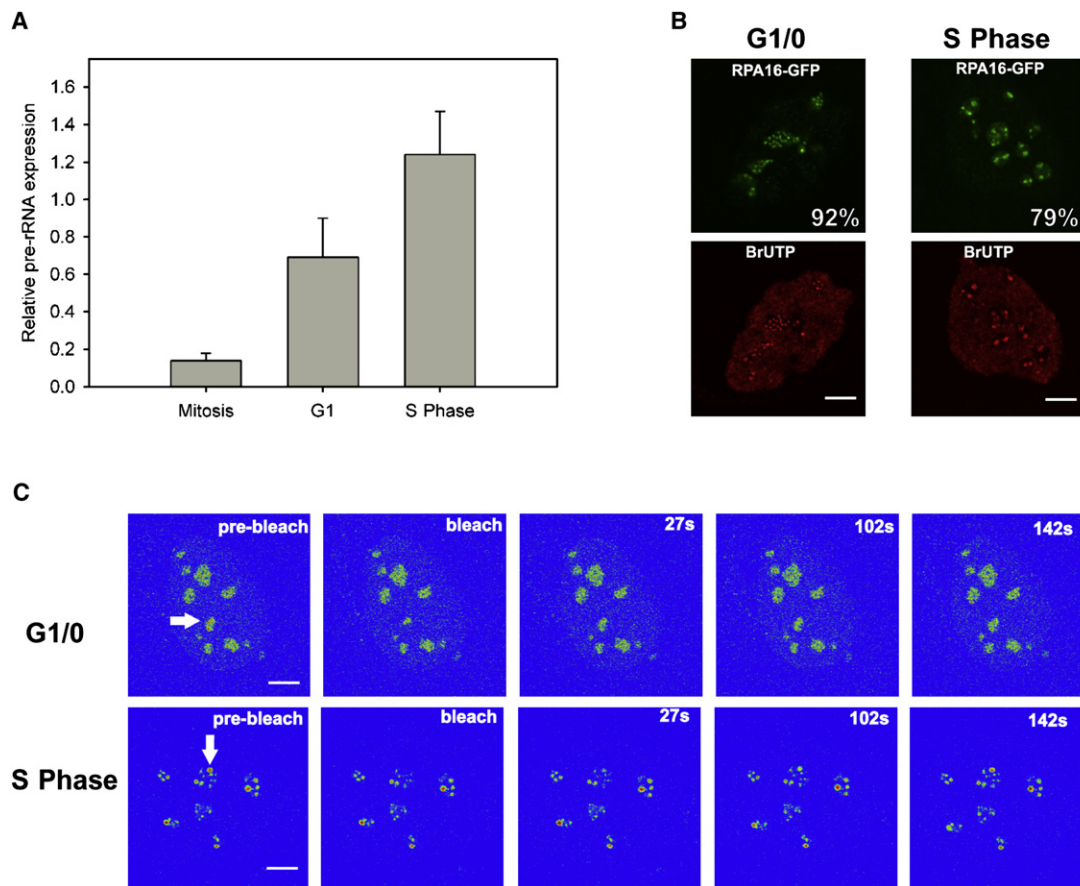 A
Relative pre-rRNA expression
1.6
1.4
1.2
1.0
0.8
0.6
0.4
0.2
0.0
Mitosis G1 S Phase
B
G1/0 S Phase
RPA16-GFP RPA16-GFP
92% 79%
BrUTP BrUTP
C
G1/0
pre-bleach bleach 27s 102s 142s
S Phase
pre-bleach bleach 27s 102s 142s